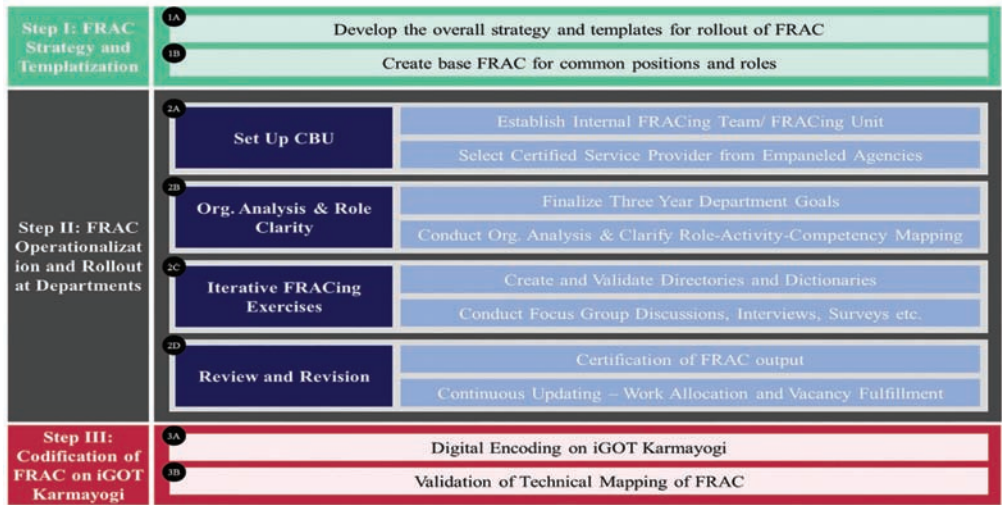 Step I: FRAC
Strategy and
Templatization
1A
Develop the overall strategy and templates for rollout of FRAC
1B
Create base FRAC for common positions and roles
Step II: FRAC
Operationalizat
ion and Rollout
at Departments
2A
Set Up CBU
Establish Internal FRACing Team/ FRACing Unit
Select Certified Service Provider from Empaneled Agencies
2B
Org. Analysis & Role
Clarity
Finalize Three Year Department Goals
Conduct Org. Analysis & Clarify Role-Activity-Competency Mapping
2C
Iterative FRACing
Exercises
Create and Validate Directories and Dictionaries
Conduct Focus Group Discussions, Interviews, Surveys etc.
2D
Review and Revision
Certification of FRAC output
Continuous Updating – Work Allocation and Vacancy Fulfillment
Step III:
Codification of
FRAC on iGOT
Karmayogi
3A
Digital Encoding on iGOT Karmayogi
3B
Validation of Technical Mapping of FRAC